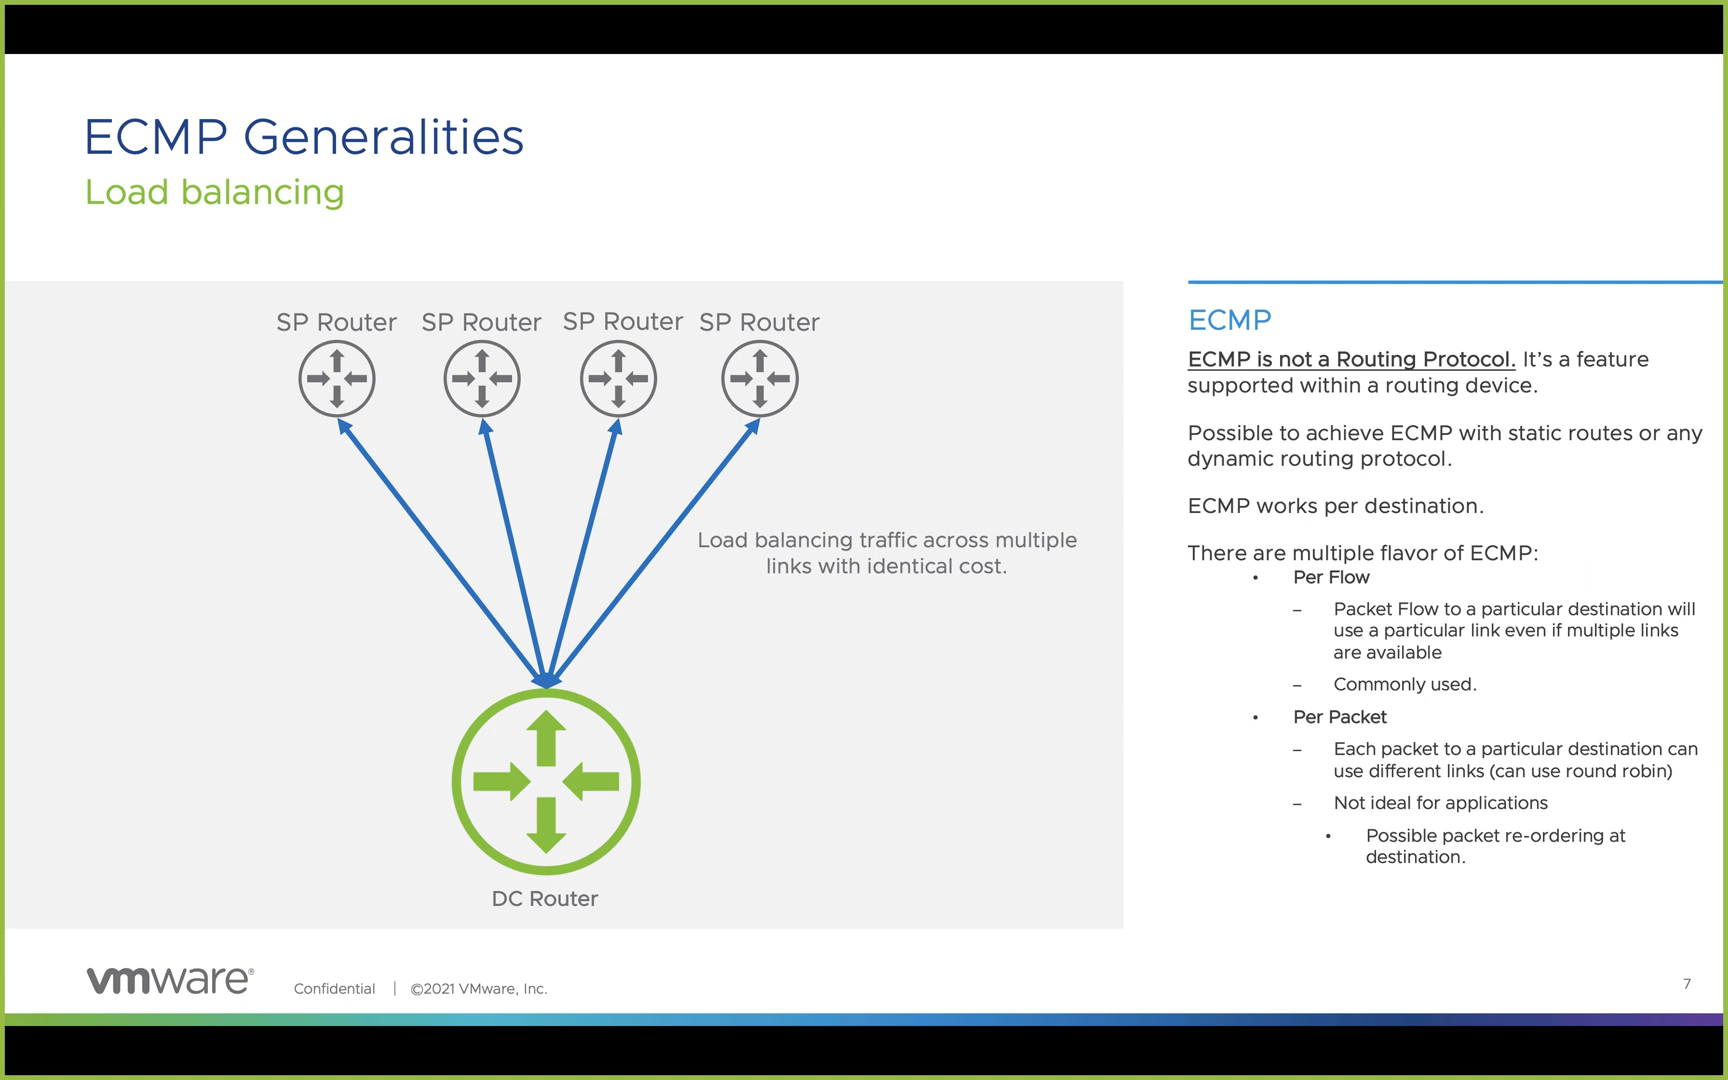 ECMP Generalities
Load balancing
SP Router SP Router SP Router SP Router
Load balancing traffic across multiple
links with identical cost.
DC Router
ECMP
ECMP is not a Routing Protocol. It’s a feature
supported within a routing device.
Possible to achieve ECMP with static routes or any
dynamic routing protocol.
ECMP works per destination.
There are multiple flavor of ECMP:
• Per Flow
– Packet Flow to a particular destination will
use a particular link even if multiple links
are available
– Commonly used.
• Per Packet
– Each packet to a particular destination can
use different links (can use round robin)
– Not ideal for applications
• Possible packet re-ordering at
destination.
vmware®
Confidential | ©2021 VMware, Inc.
7